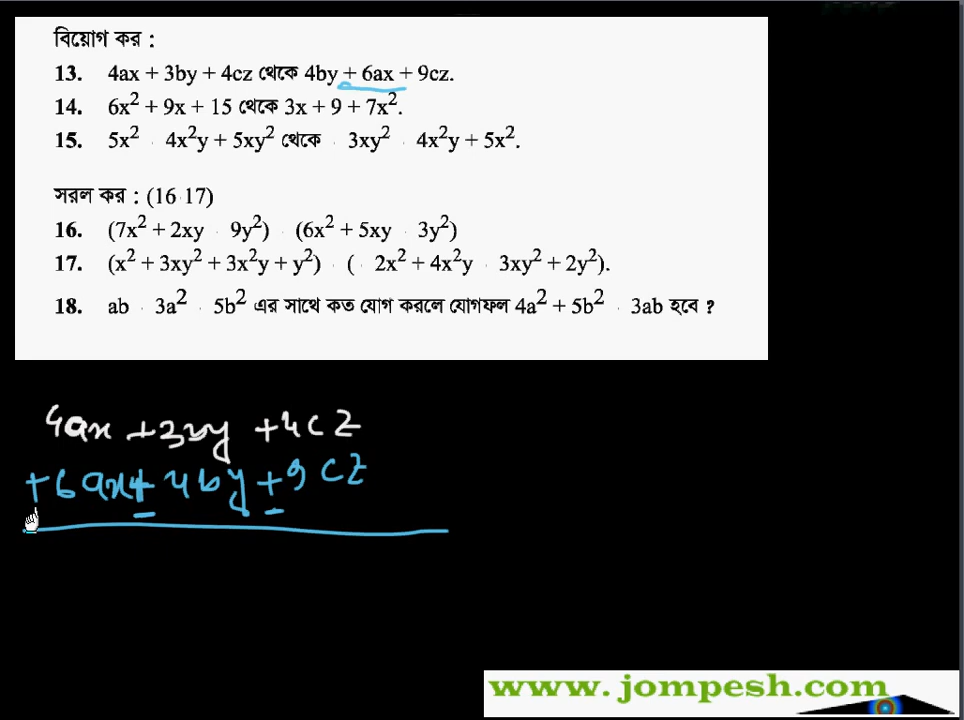 বিয়োগ কর :
13. 4ax + 3by + 4cz থেকে 4by + 6ax + 9cz.
14. 6x² + 9x + 15 থেকে 3x + 9 + 7x².
15. 5x² 4x²y + 5xy² থেকে 3xy² 4x²y + 5x².
সরল কর : (16 17)
16. (7x² + 2xy 9y²) (6x² + 5xy 3y²)
17. (x² + 3xy² + 3x²y + y²) ( 2x² + 4x²y 3xy² + 2y²).
18. ab 3a² 5b² এর সাথে কত যোগ করলে যোগফল 4a² + 5b² 3ab হবে ?
4ax + 3by + 4cz
+6ax + 4by + 9cz
www.jompesh.com